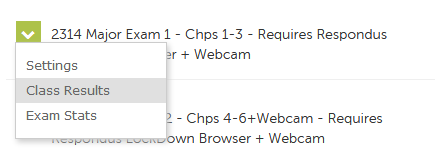 2314 Major Exam 1 - Chps 1-3 - Requires Respondus
er + Webcam
Settings
Class Results
Exam Stats
2 - Chps 4-6+Webcam - Requires
Respondus LockDown Browser + Webcam